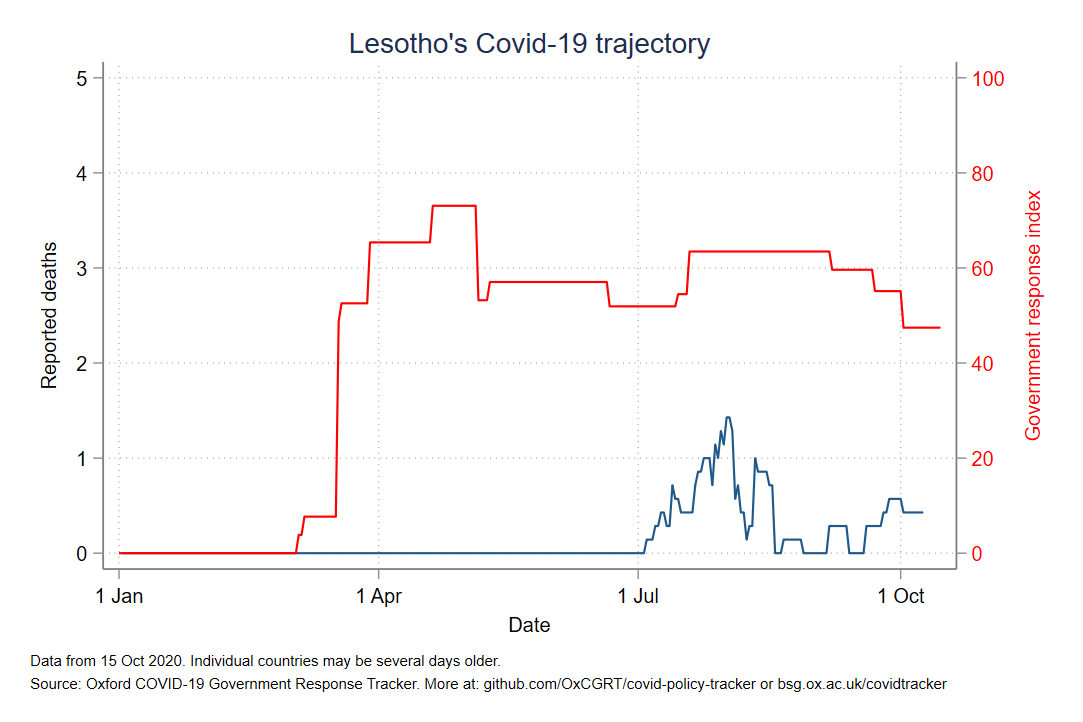 Lesotho's Covid-19 trajectory
5
4
3
2
1
0
Reported deaths
100
80
60
40
20
0
Government response index
1 Jan
1 Apr
1 Jul
1 Oct
Date
Data from 15 Oct 2020. Individual countries may be several days older.
Source: Oxford COVID-19 Government Response Tracker. More at: github.com/OxCGRT/covid-policy-tracker or bsg.ox.ac.uk/covidtracker